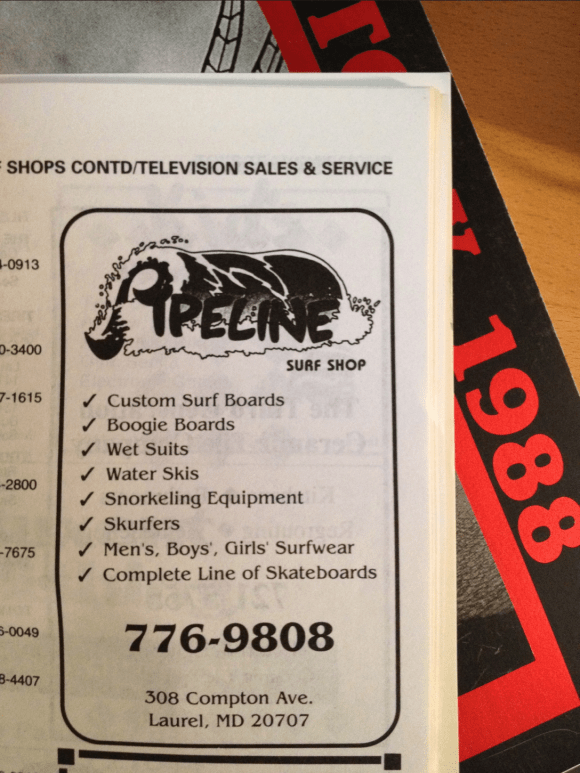 SHOPS CONTD/TELEVISION SALES & SERVICE
-0913
0-3400
7-1615
-2800
-7675
6-0049
8-4407
PIPELINE
SURF SHOP
✓ Custom Surf Boards
✓ Boogie Boards
✓ Wet Suits
✓ Water Skis
✓ Snorkeling Equipment
✓ Skurfers
✓ Men's, Boys', Girls' Surfwear
✓ Complete Line of Skateboards
776-9808
308 Compton Ave.
Laurel, MD 20707
1988